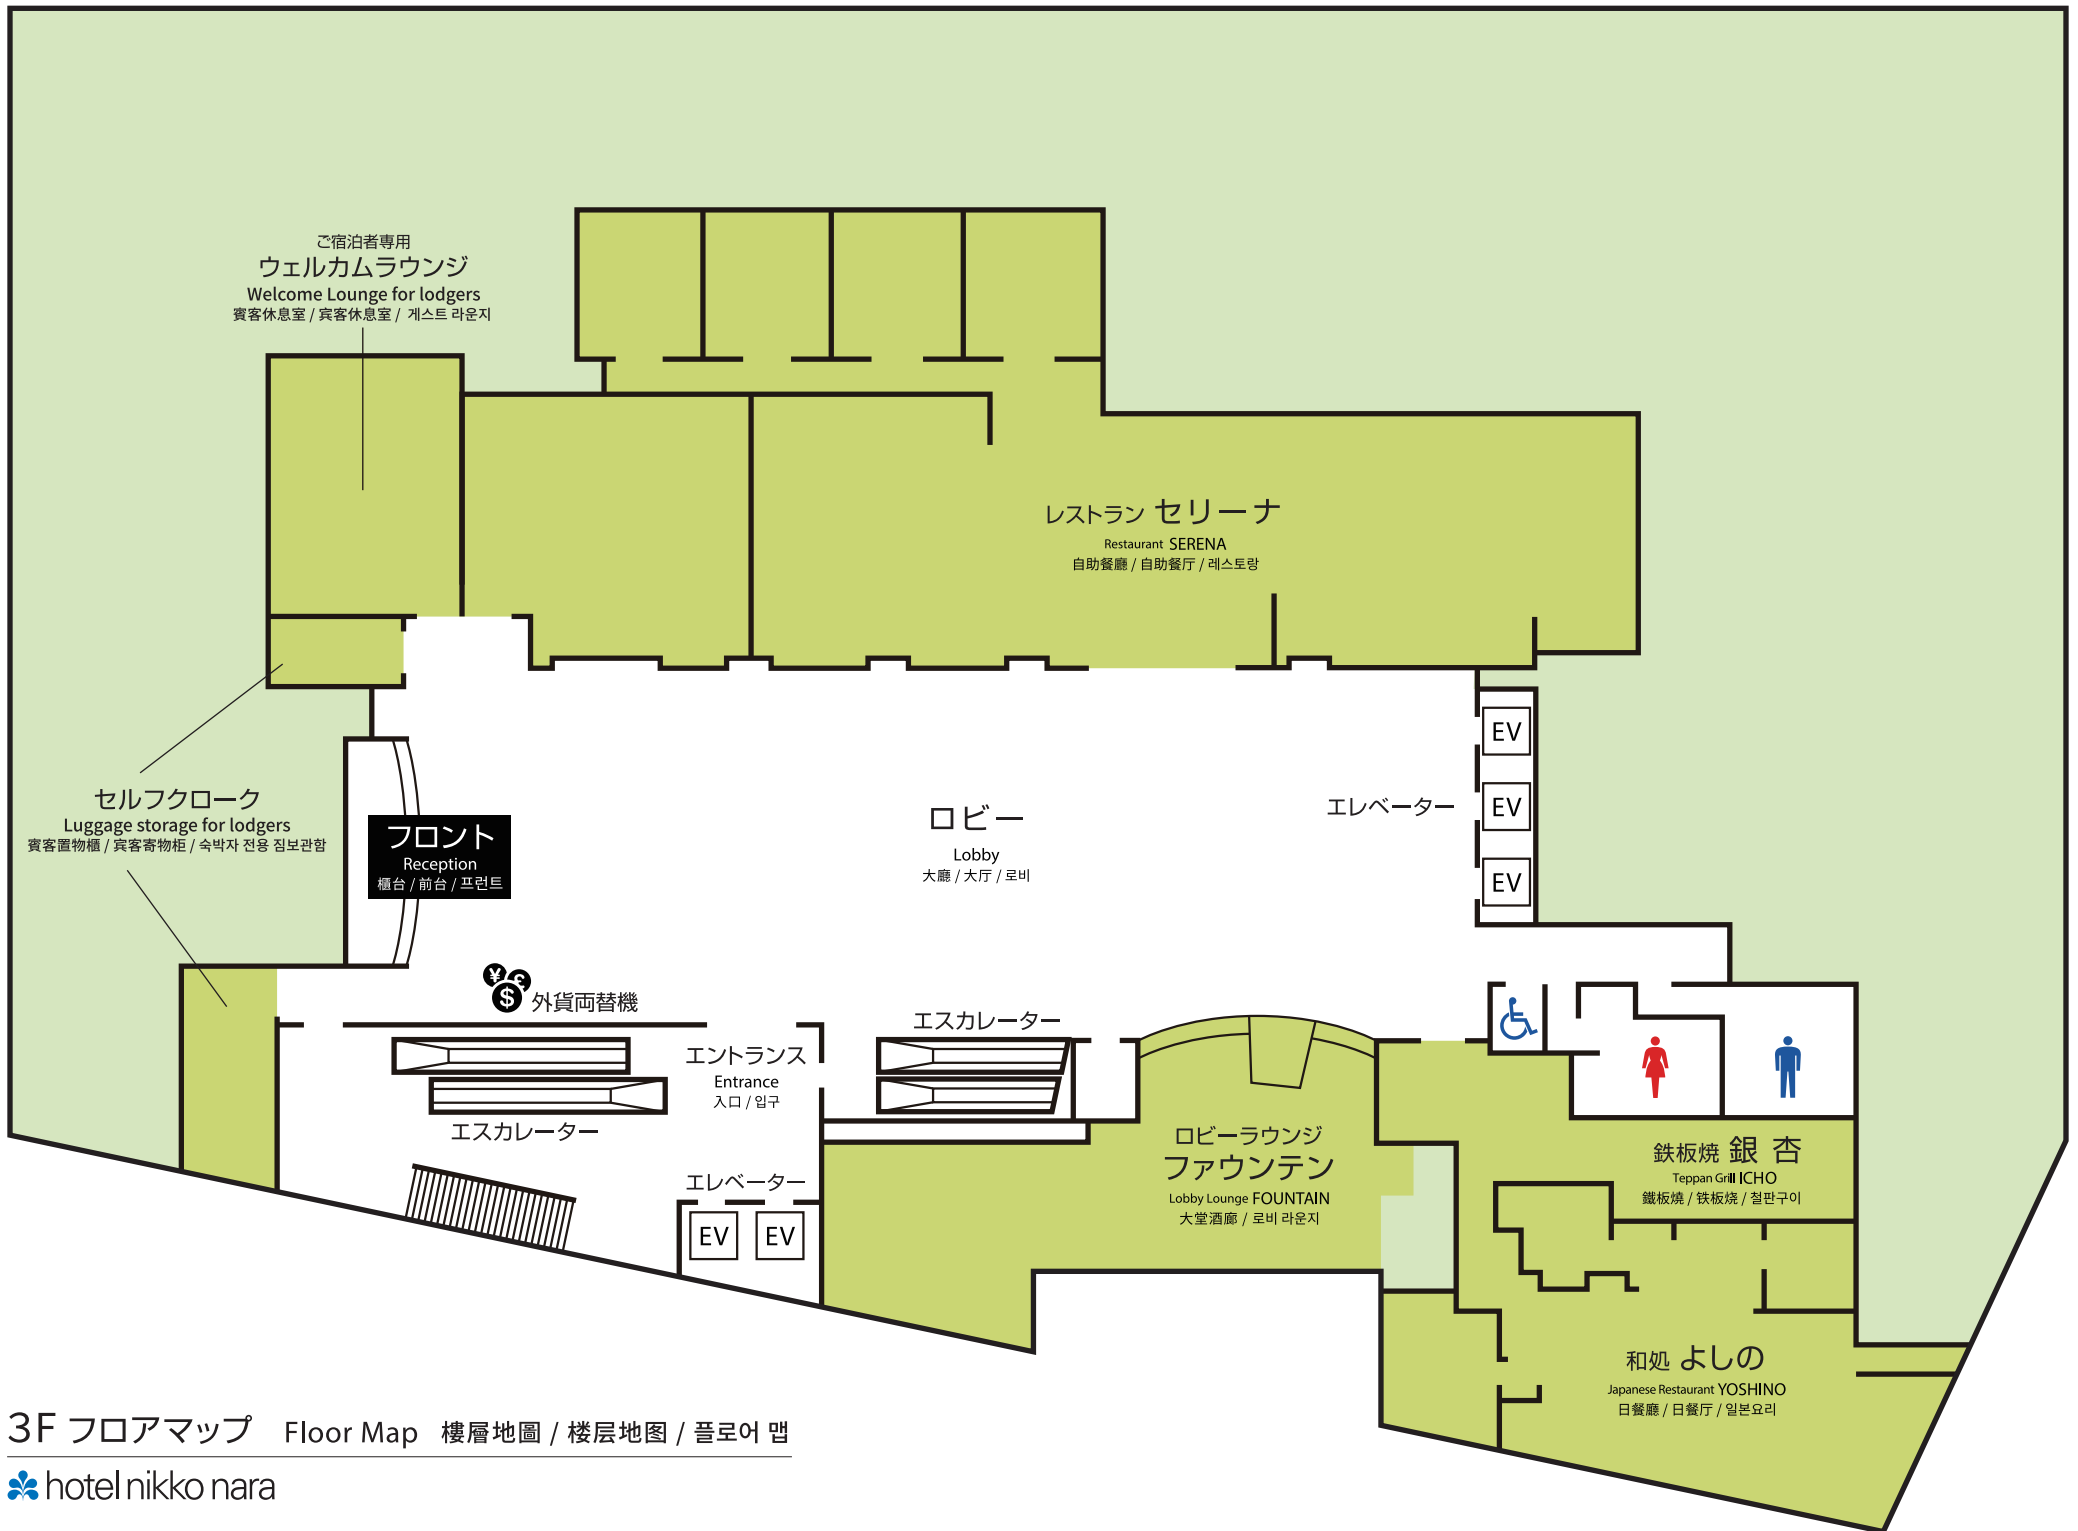 ご宿泊者専用
ウェルカムラウンジ
Welcome Lounge for lodgers
賓客休息室 / 宾客休息室 / 게스트 라운지
レストラン セリーナ
Restaurant SERENA
自助餐廳 / 自助餐厅 / 레스토랑
セルフクローク
Luggage storage for lodgers
賓客置物櫃 / 宾客寄物柜 / 숙박자 전용 짐보관함
フロント
Reception
櫃台 / 前台 / 프런트
ロビー
Lobby
大廳 / 大厅 / 로비
エレベーター
EV
EV
EV
¥ £ $
外貨両替機
エスカレーター
エントランス
Entrance
入口 / 입구
エスカレーター
エレベーター
EV EV
ロビーラウンジ
ファウンテン
Lobby Lounge FOUNTAIN
大堂酒廊 / 로비 라운지
鉄板焼 銀杏
Teppan Grill ICHO
鐵板燒 / 铁板烧 / 철판구이
和処 よしの
Japanese Restaurant YOSHINO
日餐廳 / 日餐厅 / 일본요리
3F フロアマップ Floor Map 樓層地圖 / 楼层地图 / 플로어 맵
hotel nikko nara